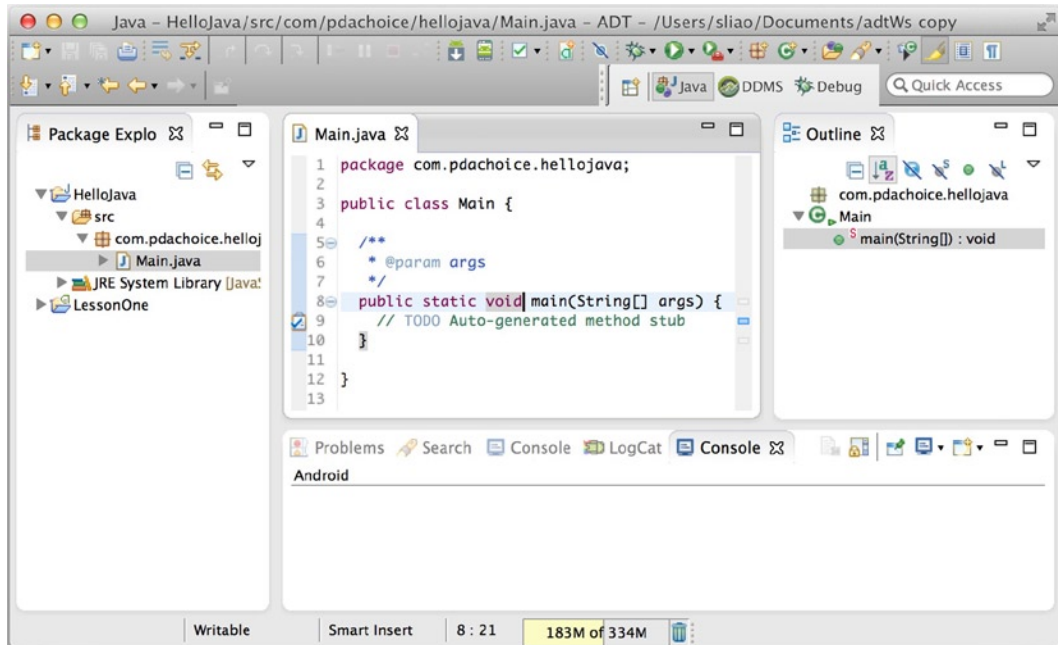 Java – HelloJava/src/com/pdachoice/hellojava/Main.java – ADT – /Users/sliao/Documents/adtWs copy
Java DDMS Debug Quick Access
Package Explo
HelloJava
src
com.pdachoice.helloj
Main.java
JRE System Library [Java
LessonOne
Main.java
1 package com.pdachoice.hellojava;
2
3 public class Main {
4
5 /**
6 * @param args
7 */
8 public static void main(String[] args) {
9 // TODO Auto-generated method stub
10 }
11
12 }
13
Outline
com.pdachoice.hellojava
Main
main(String[]) : void
Problems Search Console LogCat Console
Android
Writable Smart Insert 8 : 21 183M of 334M